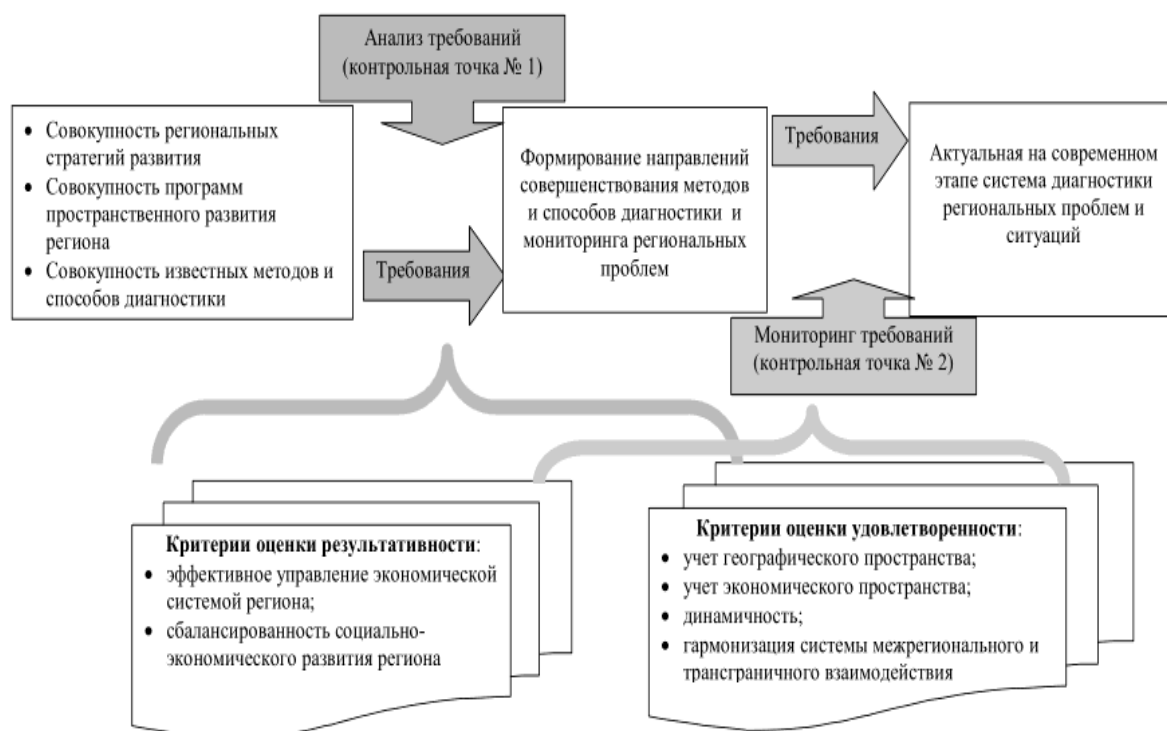 Анализ требований
(контрольная точка № 1)
• Совокупность региональных
стратегий развития
• Совокупность программ
пространственного развития
региона
• Совокупность известных методов и
способов диагностики
Требования
Формирование направлений
совершенствования методов
и способов диагностики и
мониторинга региональных
проблем
Требования
Актуальная на современном
этапе система диагностики
региональных проблем и
ситуаций
Мониторинг требований
(контрольная точка № 2)
Критерии оценки результативности:
• эффективное управление экономической
системой региона;
• сбалансированность социально-
экономического развития региона
Критерии оценки удовлетворенности:
• учет географического пространства;
• учет экономического пространства;
• динамичность;
• гармонизация системы межрегионального и
трансграничного взаимодействия